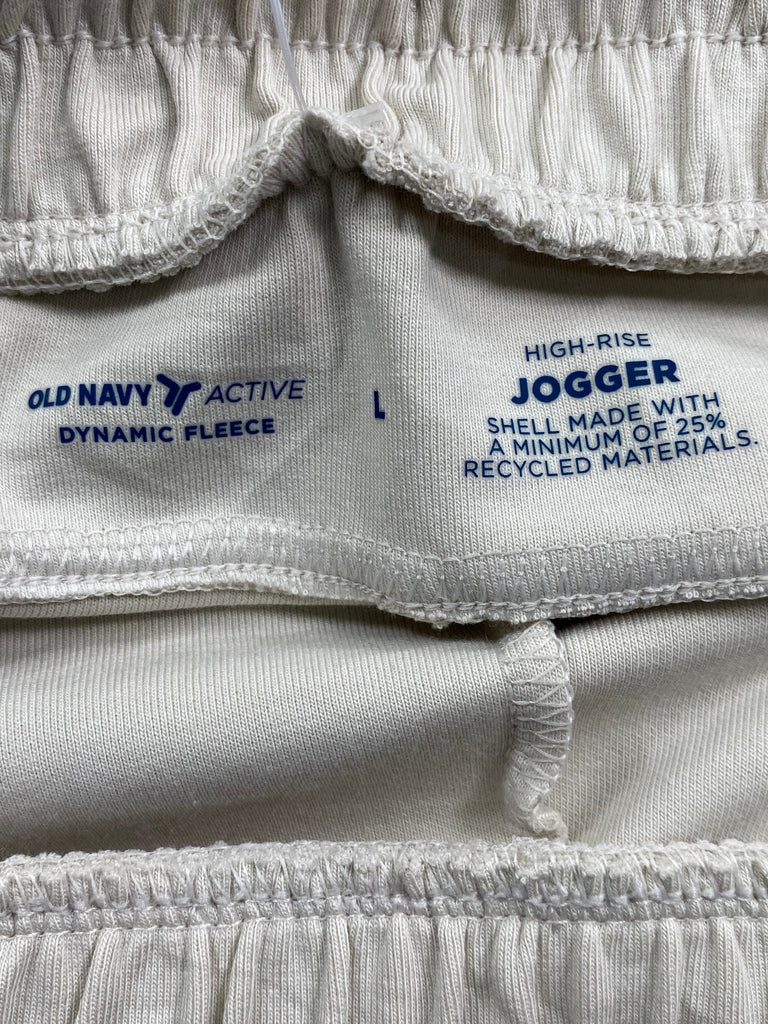 OLD NAVY ACTIVE
DYNAMIC FLEECE
L
HIGH-RISE
JOGGER
SHELL MADE WITH
A MINIMUM OF 25%
RECYCLED MATERIALS.